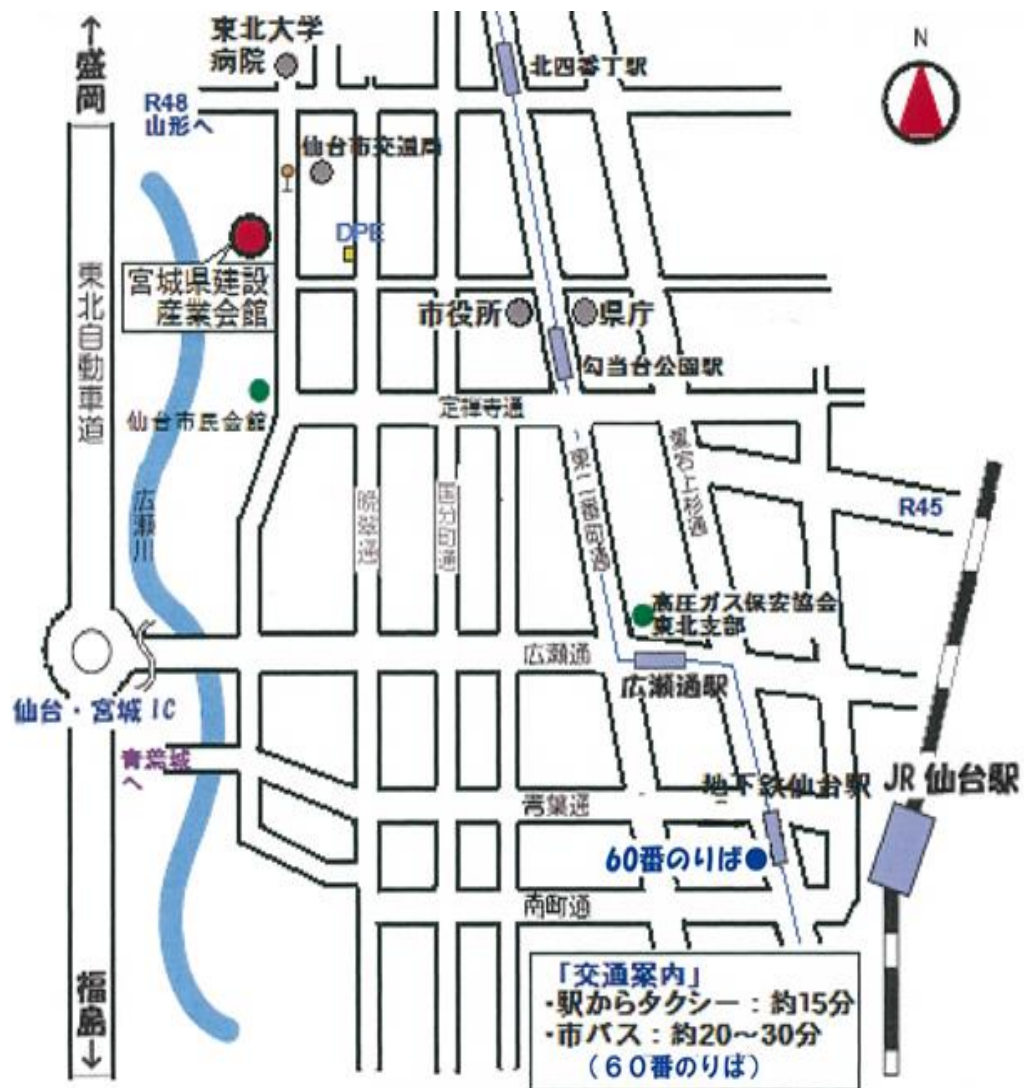 ↑盛岡
東北大学
病院
北四番丁駅
N
R48
山形へ
仙台市交通局
DPE
宮城県建設
産業会館
東北自動車道
市役所
県庁
勾当台公園駅
仙台市民会館
定禅寺通
広瀬川
晩翠通
国分町通
東二番町通
愛宕上杉通
R45
高圧ガス保安協会
東北支部
広瀬通
広瀬通駅
仙台・宮城IC
青葉城
へ
地下鉄仙台駅
JR仙台駅
青葉通
60番のりば
南町通
福島↓
「交通案内」
・駅からタクシー：約15分
・市バス：約20～30分
（60番のりば）